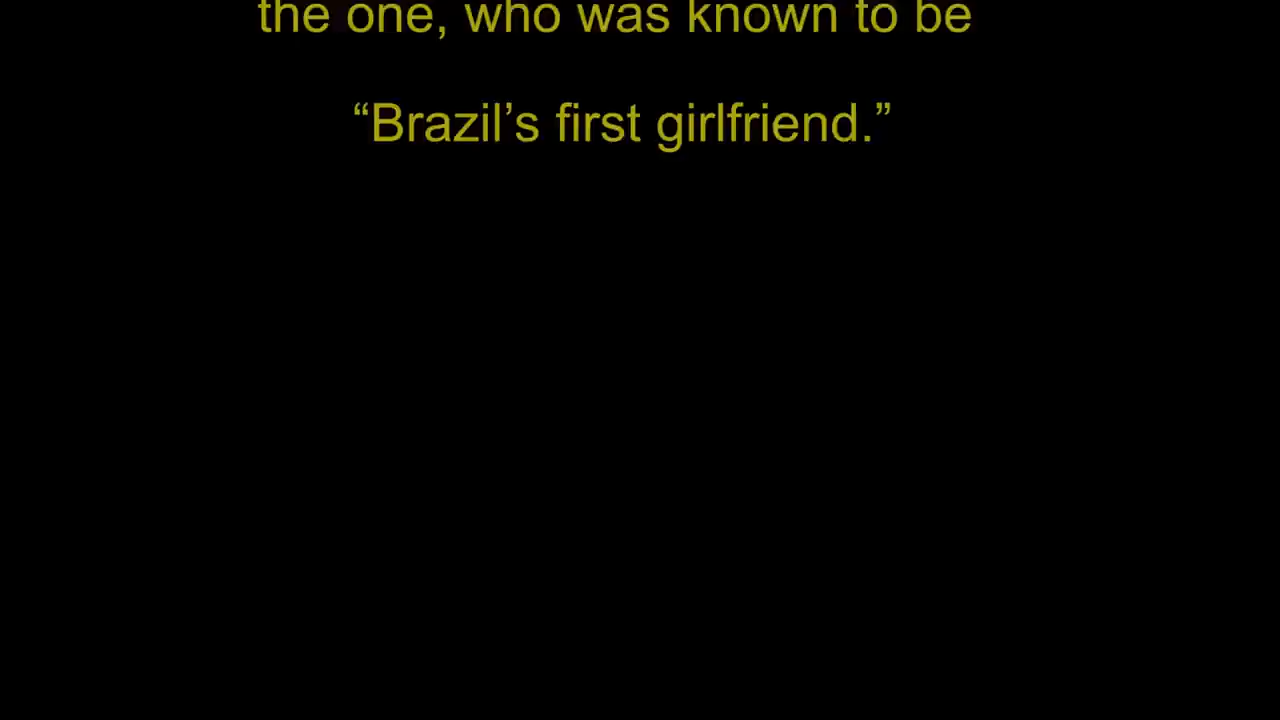 the one, who was known to be
“Brazil’s first girlfriend.”